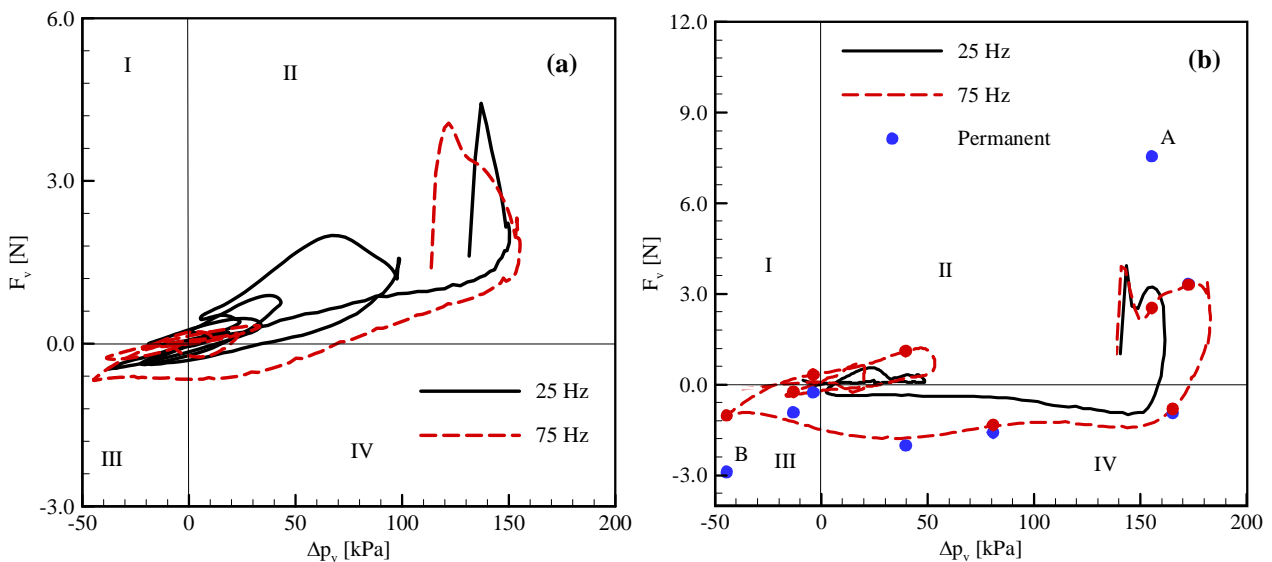 6.0
3.0
0.0
-3.0
F_v [N]
I
II
(a)
25 Hz
75 Hz
III
IV
-50
0
50
100
150
200
Δp_v [kPa]
12.0
9.0
6.0
3.0
0.0
-3.0
F_v [N]
25 Hz
75 Hz
Permanent
(b)
A
I
II
B
III
IV
-50
0
50
100
150
200
Δp_v [kPa]